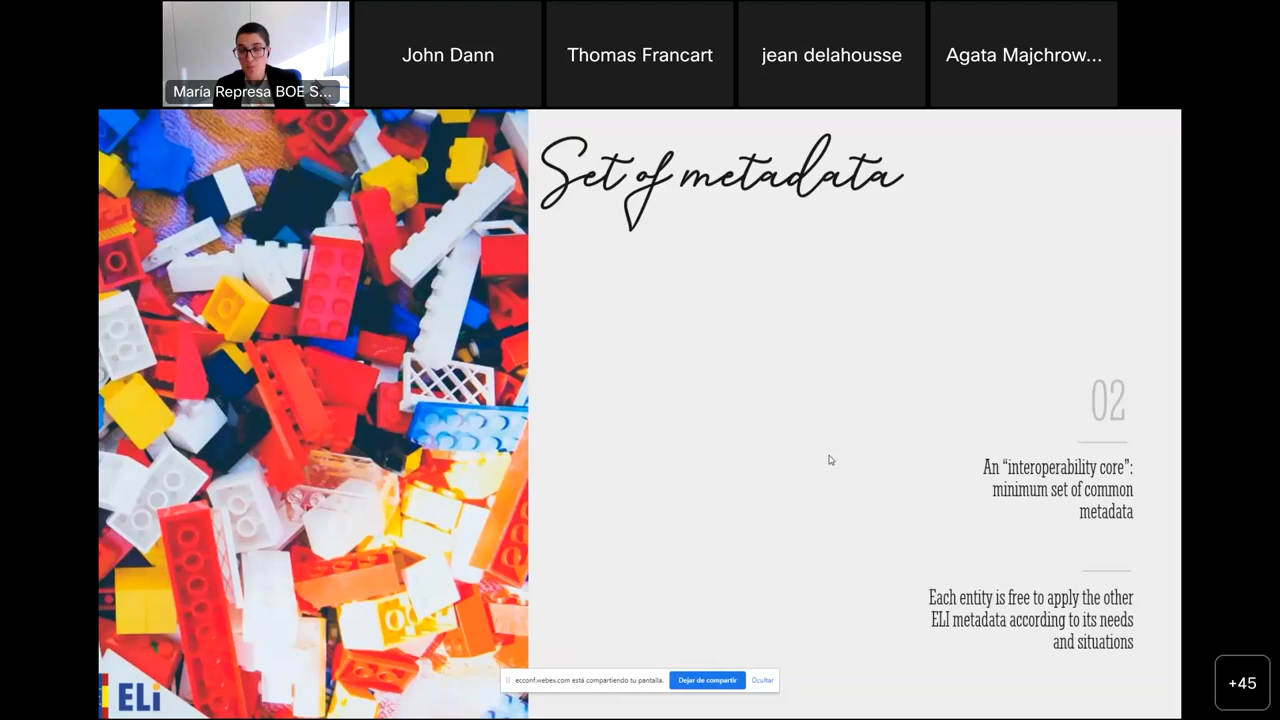 María Represa BOE S...
John Dann
Thomas Francart
jean delahousse
Agata Majchrow...
Set of metadata
02
An “interoperability core”:
minimum set of common
metadata
Each entity is free to apply the other
ELI metadata according to its needs
and situations
ecconf.webex.com está compartiendo tu pantalla.
Dejar de compartir
Ocultar
ELi
+45